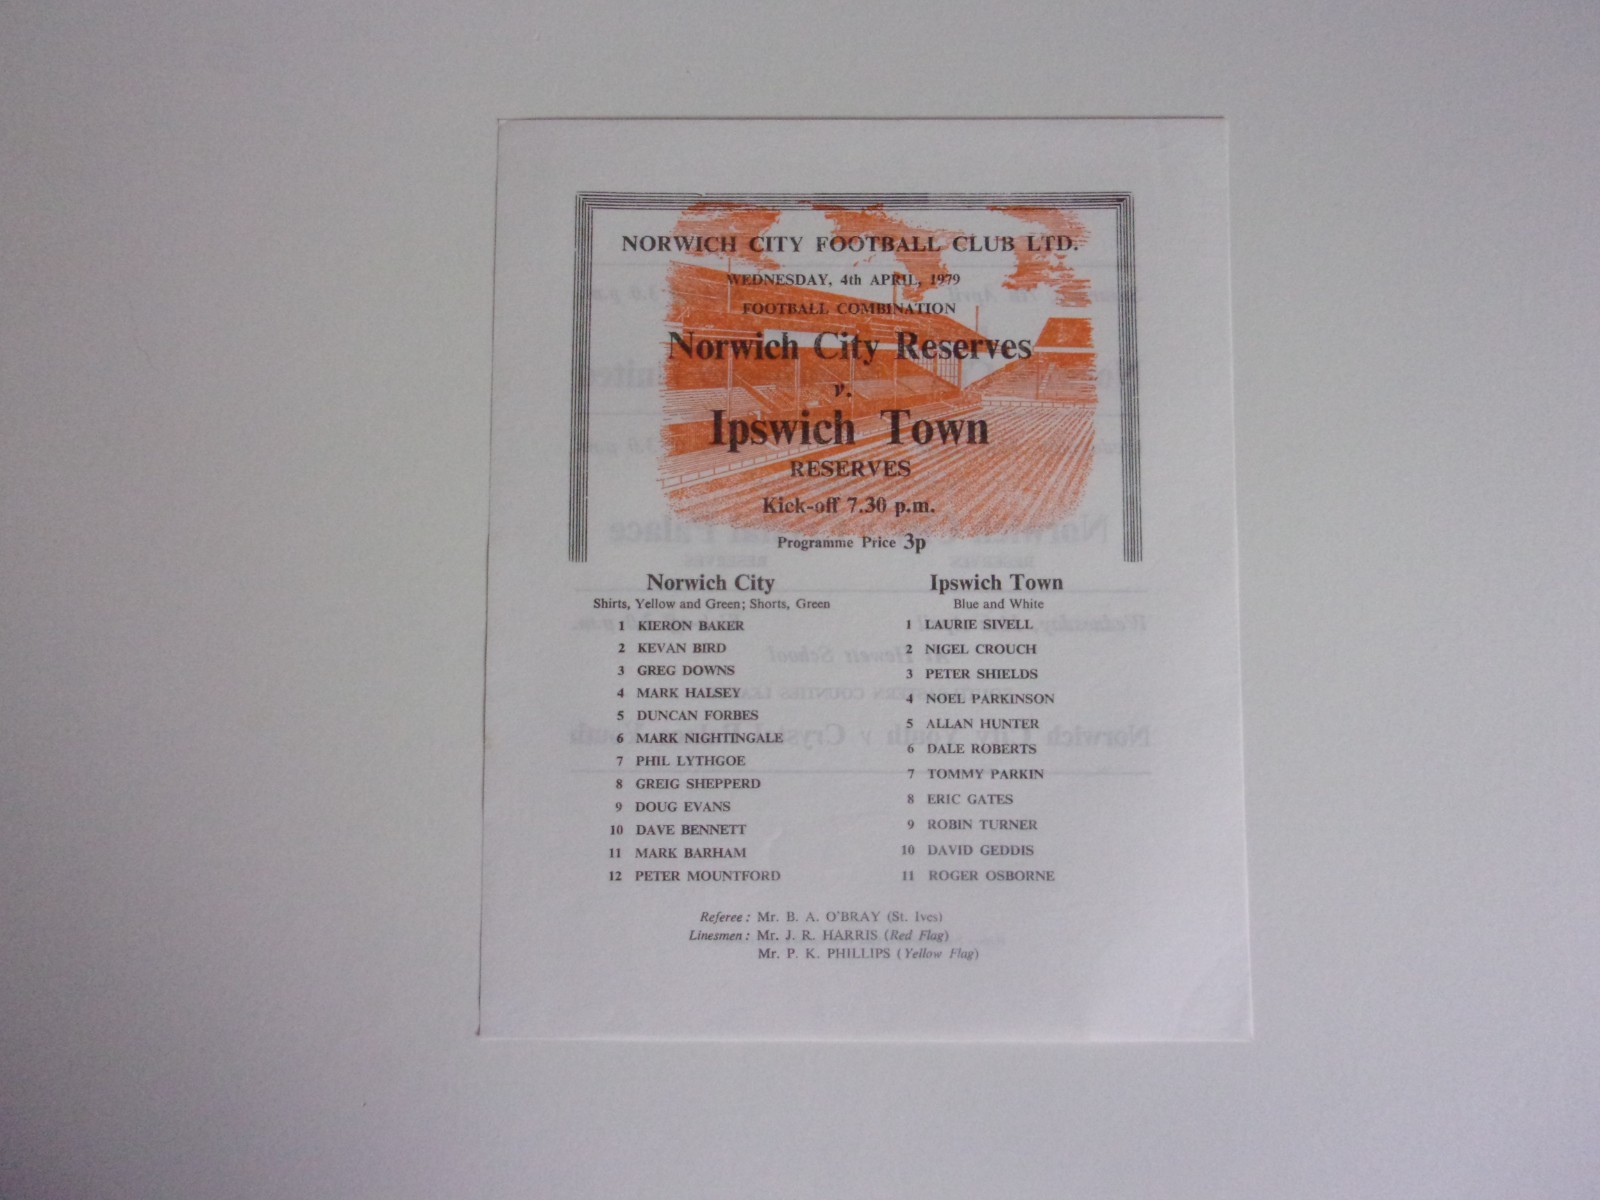 NORWICH CITY FOOTBALL CLUB LTD.
WEDNESDAY, 4th APRIL, 1979
FOOTBALL COMBINATION
Norwich City Reserves
v.
Ipswich Town
RESERVES
Kick-off 7.30 p.m.
Programme Price 3p
Norwich City
Shirts, Yellow and Green; Shorts, Green
1 KIERON BAKER
2 KEVAN BIRD
3 GREG DOWNS
4 MARK HALSEY
5 DUNCAN FORBES
6 MARK NIGHTINGALE
7 PHIL LYTHGOE
8 GREIG SHEPPERD
9 DOUG EVANS
10 DAVE BENNETT
11 MARK BARHAM
12 PETER MOUNTFORD
Ipswich Town
Blue and White
1 LAURIE SIVELL
2 NIGEL CROUCH
3 PETER SHIELDS
4 NOEL PARKINSON
5 ALLAN HUNTER
6 DALE ROBERTS
7 TOMMY PARKIN
8 ERIC GATES
9 ROBIN TURNER
10 DAVID GEDDIS
11 ROGER OSBORNE
Referee: Mr. B. A. O'BRAY (St. Ives)
Linesmen: Mr. J. R. HARRIS (Red Flag)
Mr. P. K. PHILLIPS (Yellow Flag)